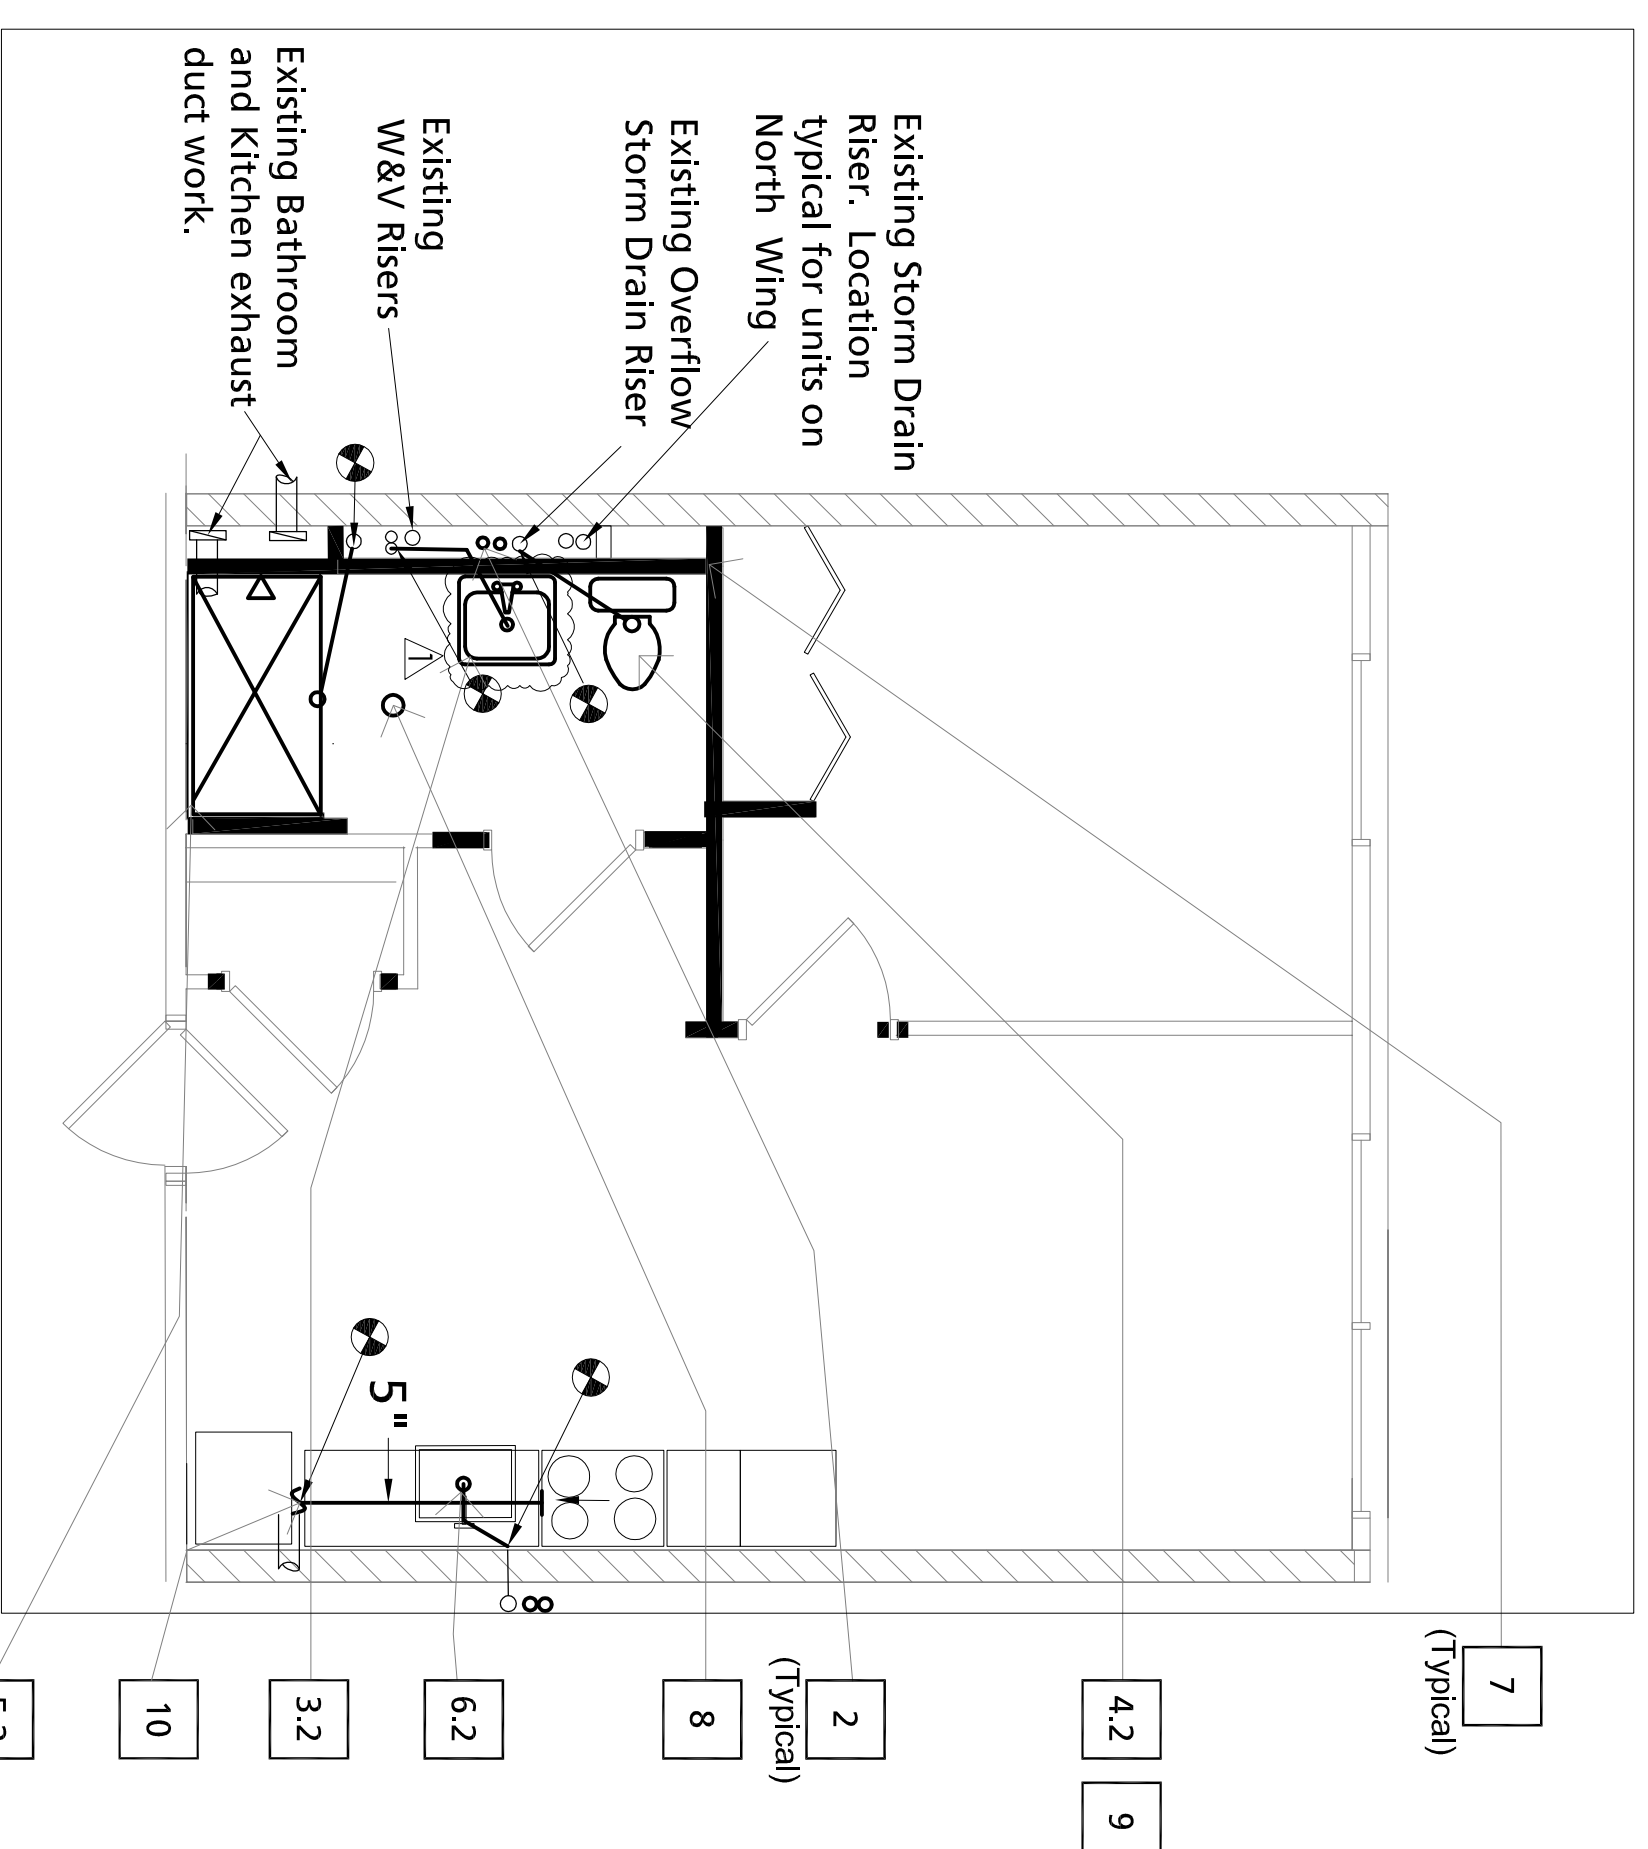 Existing Storm Drain
Riser. Location
typical for units on
North Wing
Existing Overflow
Storm Drain Riser
Existing
W&V Risers
Existing Bathroom
and Kitchen exhaust
duct work.
1
5"
7
(Typical)
4.2
9
2
(Typical)
8
6.2
3.2
10